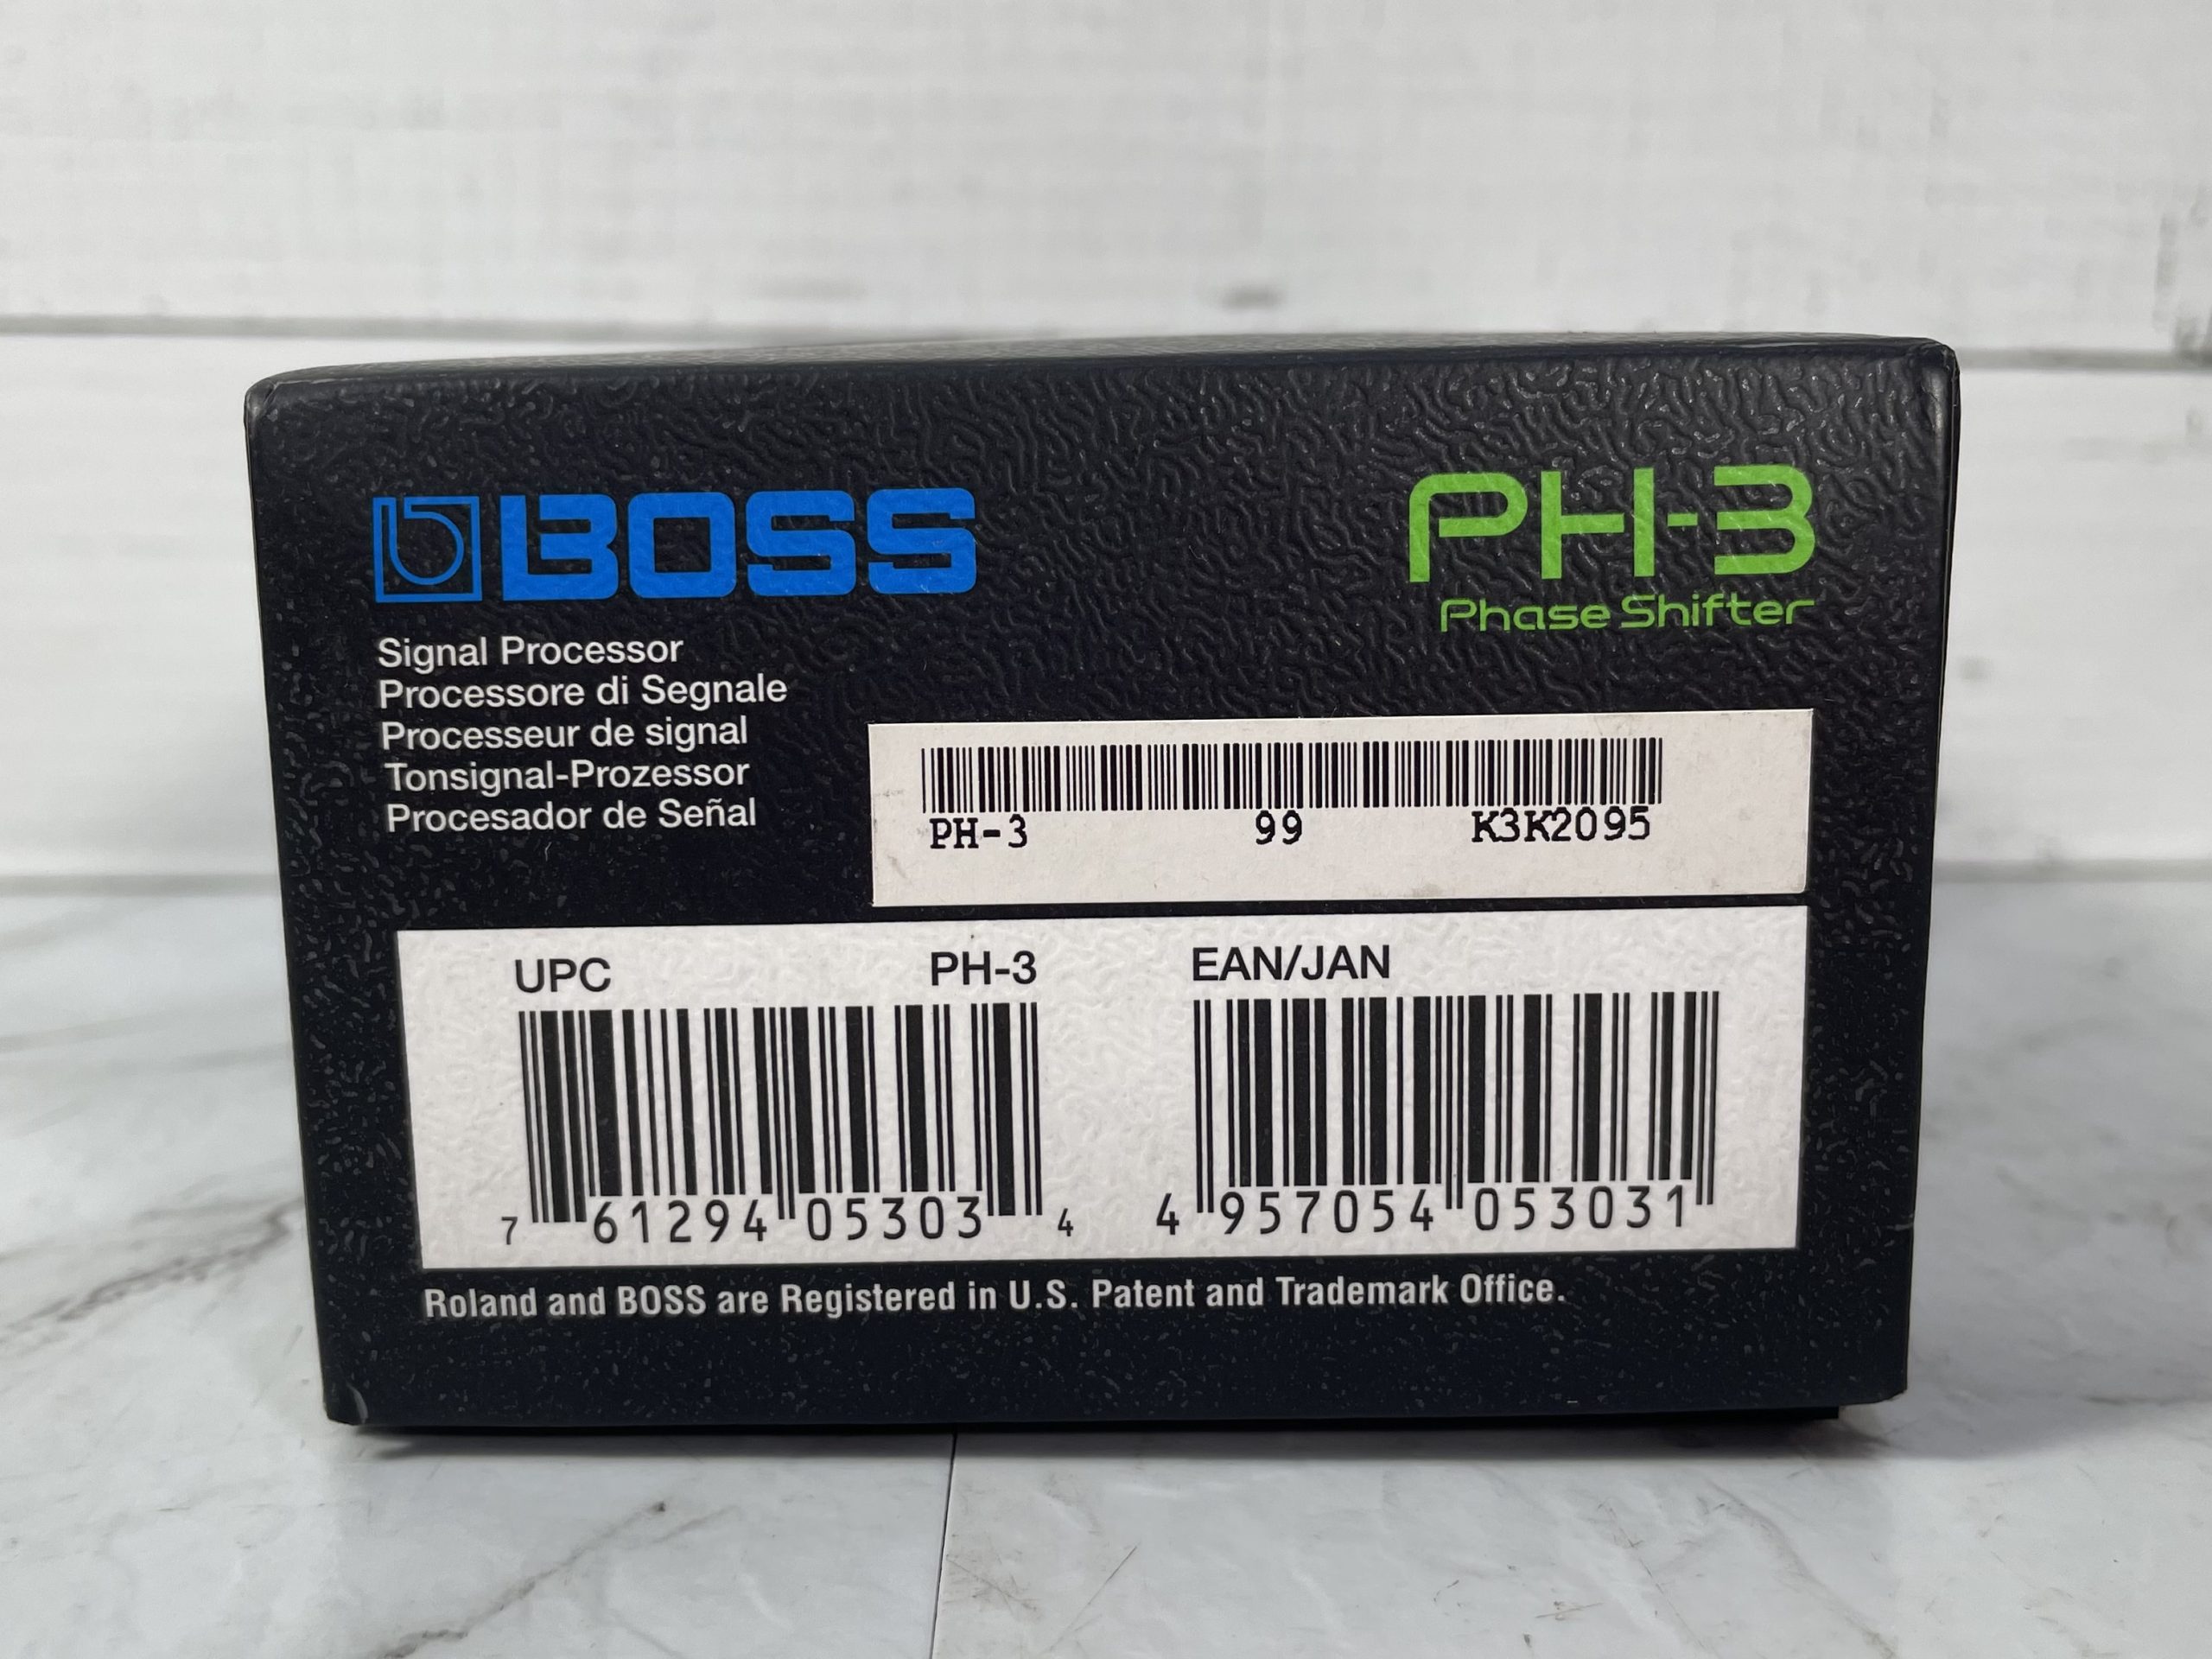 BOSS
PH-3
Phase Shifter
Signal Processor
Processore di Segnale
Processeur de signal
Tonsignal-Prozessor
Procesador de Señal
PH-3 99 K3K2095
UPC PH-3 EAN/JAN
7 61294 05303 4 4 957054 053031
Roland and BOSS are Registered in U.S. Patent and Trademark Office.